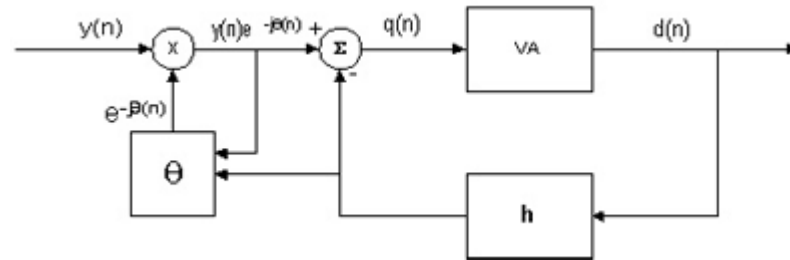 y(n)
X
y(n)e -jθ(n)
+
Σ
-
q(n)
VA
d(n)
e-jθ(n)
θ
h